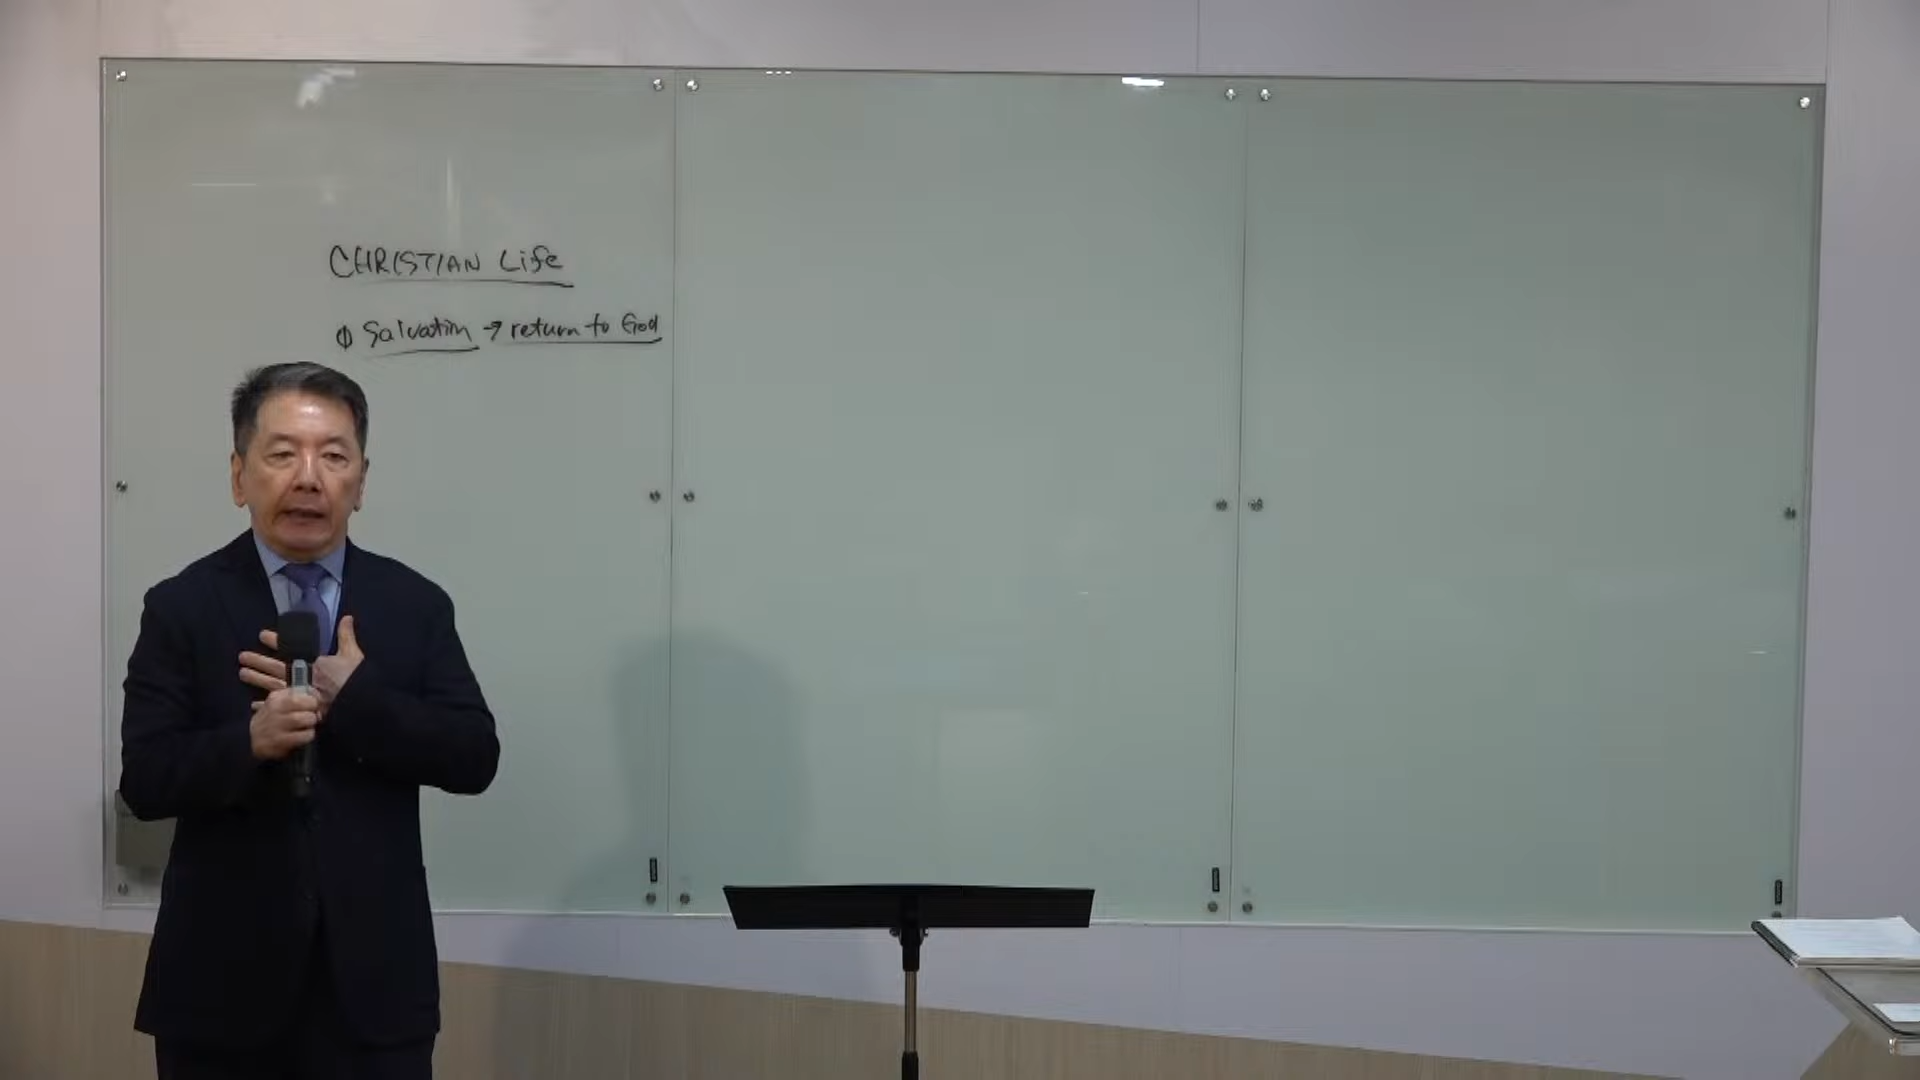 CHRISTIAN Life
① Salvation → return to God